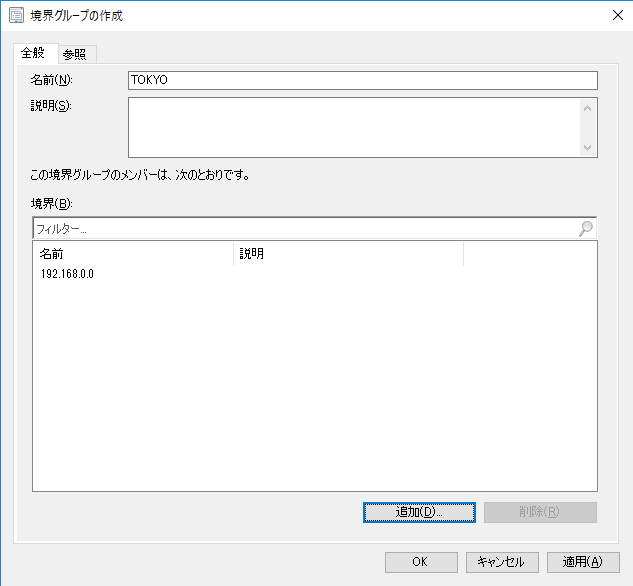 境界グループの作成
全般
参照
名前(N):
TOKYO
説明(S):
この境界グループのメンバーは、次のとおりです。
境界(B):
フィルター...
名前
説明
192.168.0.0
追加(D)...
削除(R)
OK
キャンセル
適用(A)